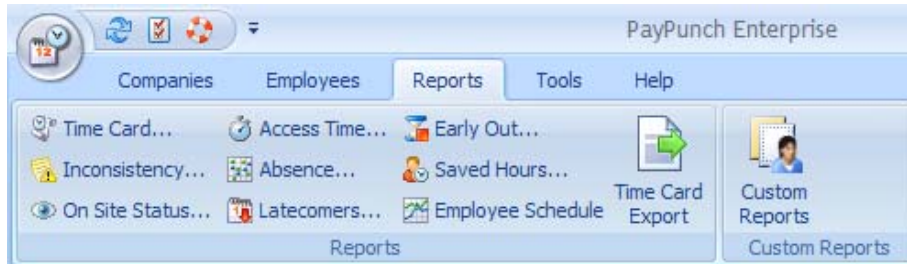 PayPunch Enterprise
12
Companies Employees Reports Tools Help
Time Card... Access Time... Early Out...
Inconsistency... Absence... Saved Hours...
On Site Status... Latecomers... Employee Schedule
Time Card
Export
Custom
Reports
Reports
Custom Reports